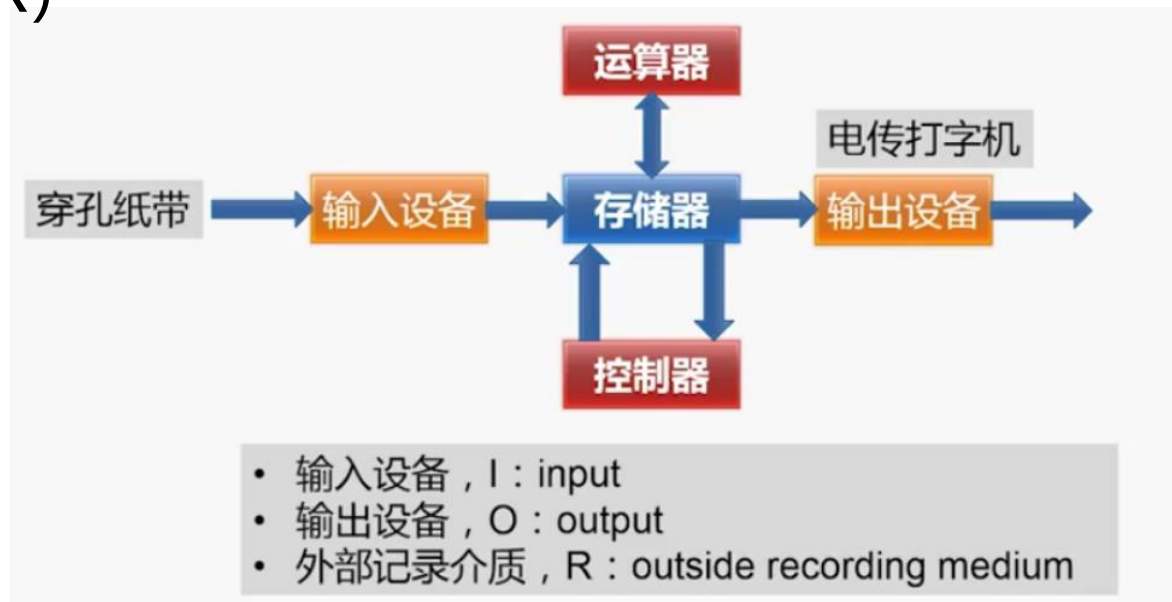 运算器
电传打字机
穿孔纸带
输入设备
存储器
输出设备
控制器
• 输入设备，I：input
• 输出设备，O：output
• 外部记录介质，R：outside recording medium